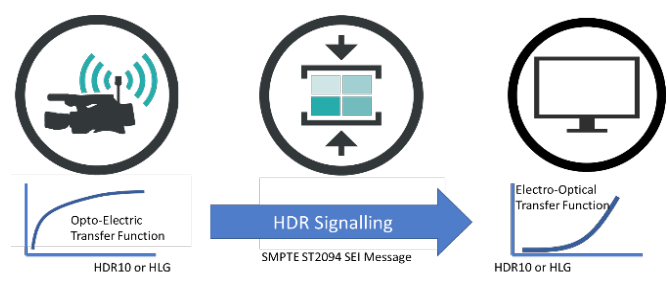 Opto-Electric
Transfer Function
HDR10 or HLG
HDR Signalling
SMPTE ST2094 SEI Message
Electro-Optical
Transfer Function
HDR10 or HLG